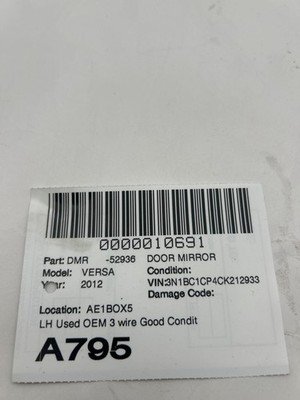 0000010691
Part: DMR -52936 DOOR MIRROR
Model: VERSA Condition:
Year: 2012 VIN:3N1BC1CP4CK212933
Damage Code:
Location: AE1BOX5
LH Used OEM 3 wire Good Condit
A795